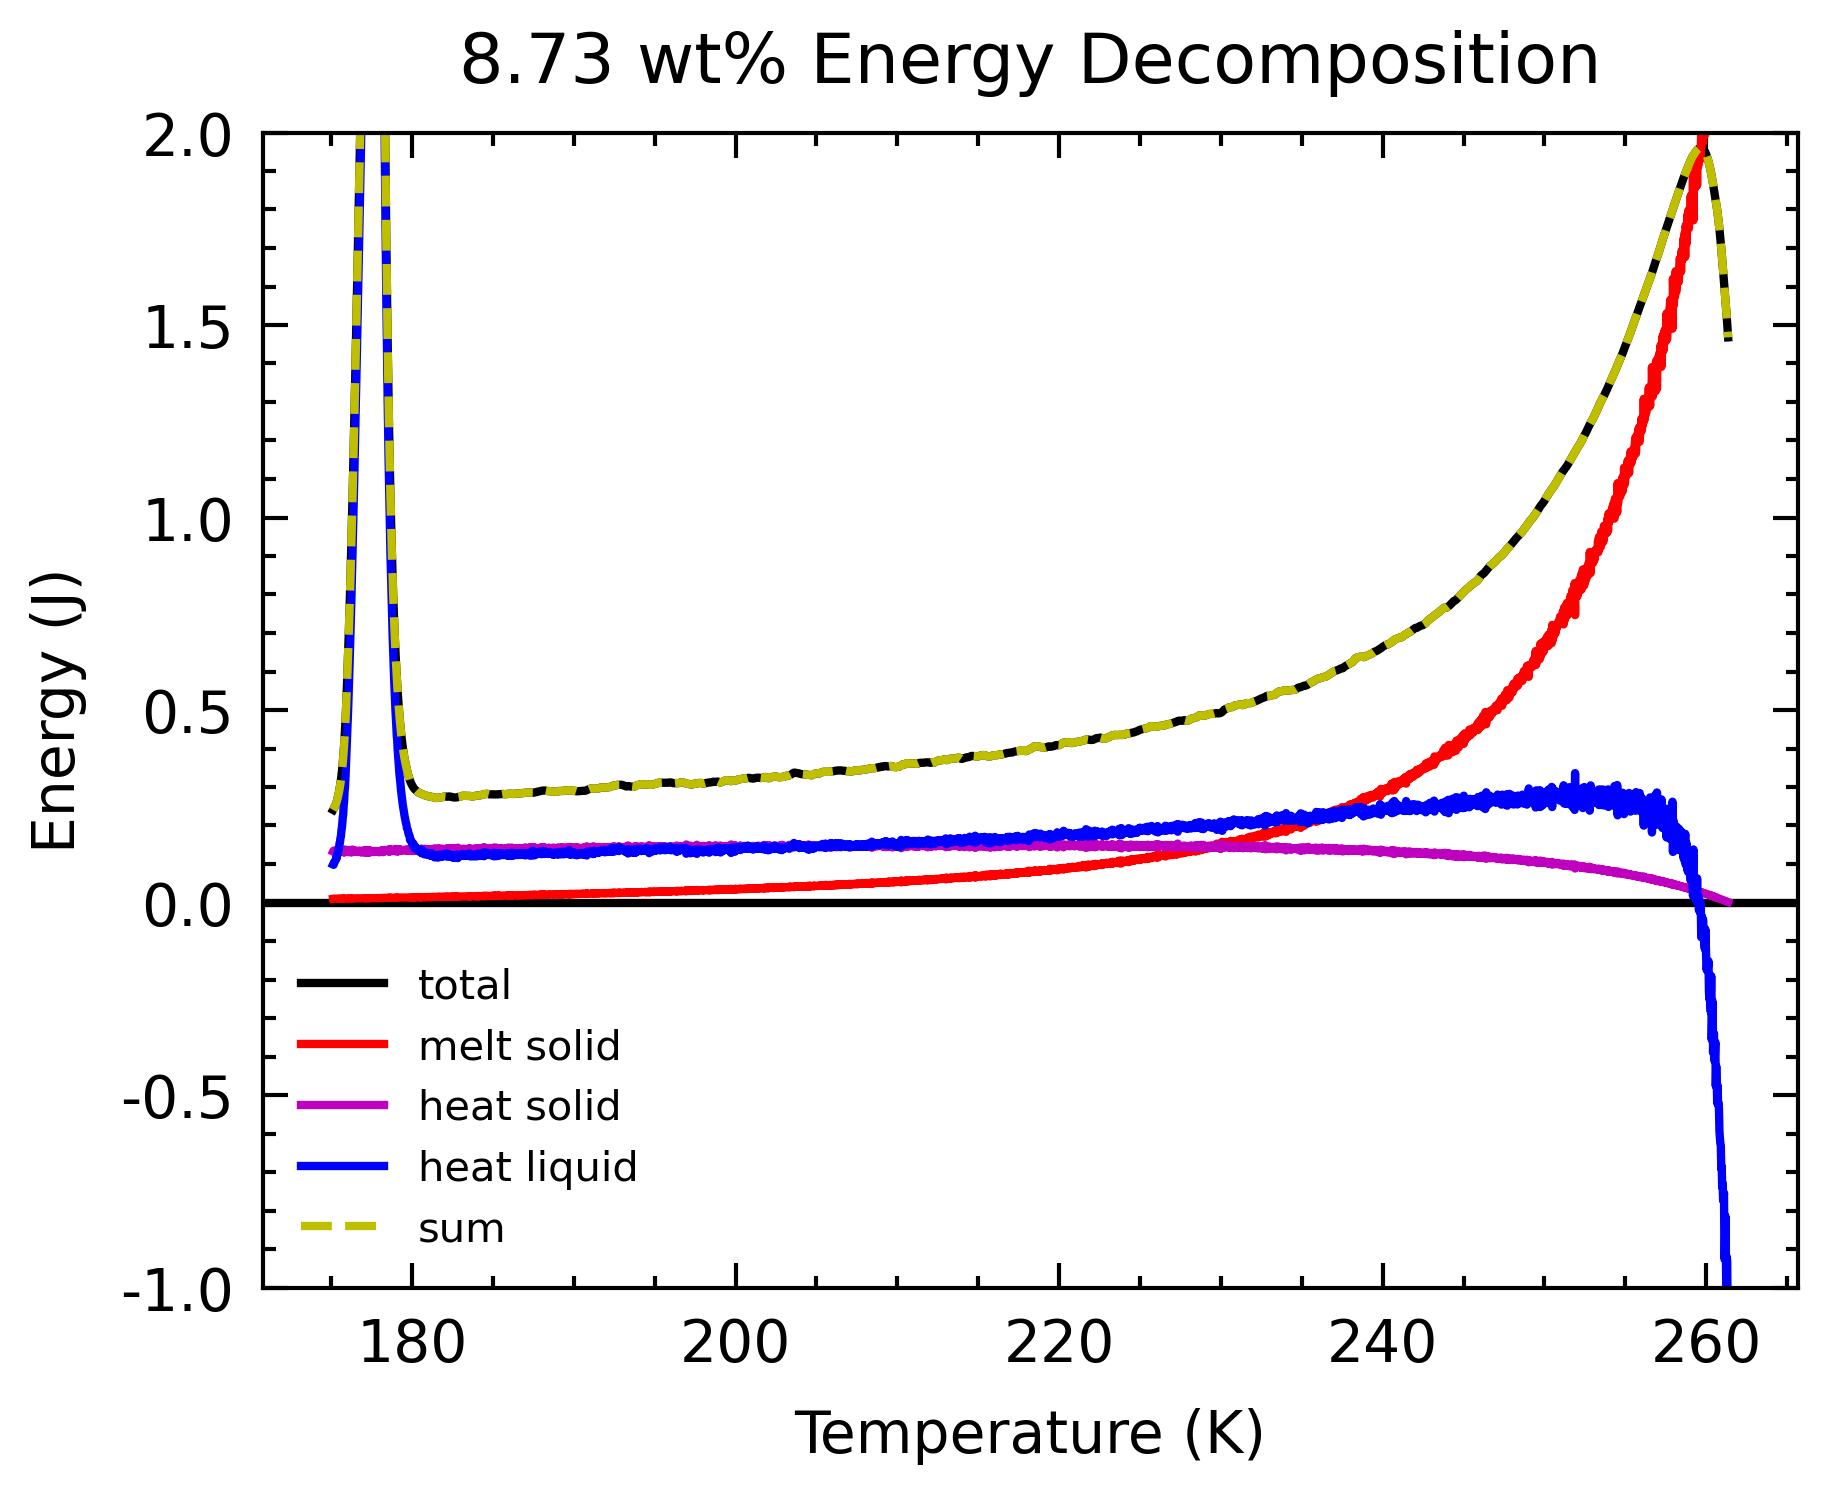 8.73 wt% Energy Decomposition
2.0
1.5
1.0
0.5
0.0
-0.5
-1.0
Energy (J)
total
melt solid
heat solid
heat liquid
sum
180 200 220 240 260
Temperature (K)